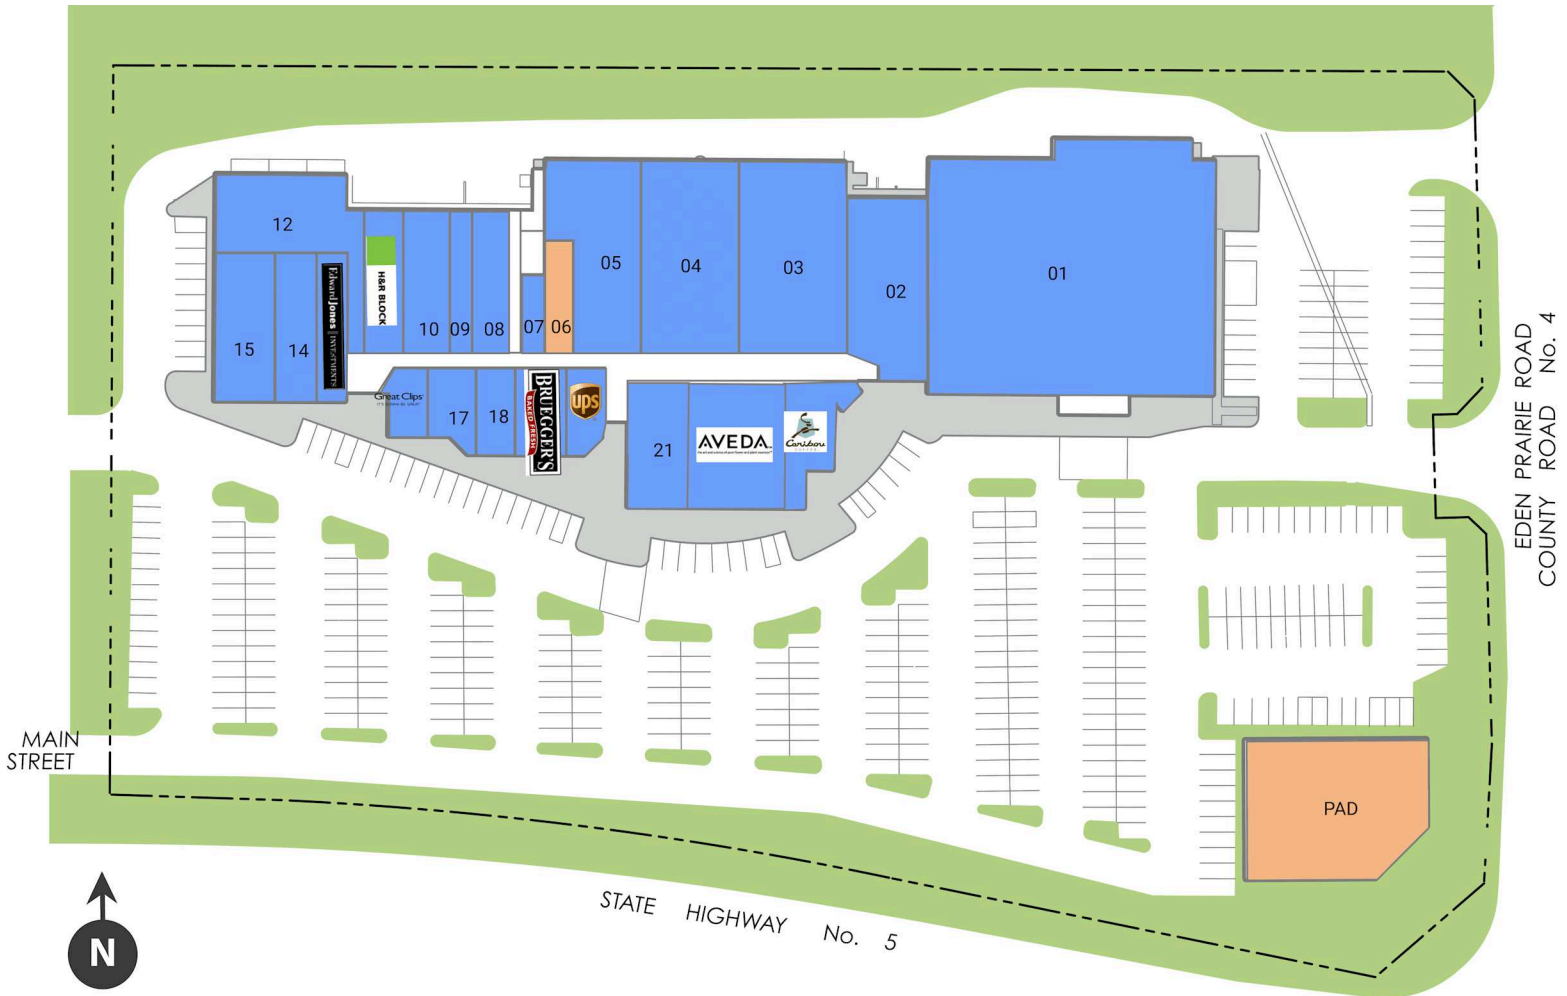 12
05
04
03
01
02
Edward Jones INVESTMENTS
H&R BLOCK
10
09
08
07
06
15
14
Great Clips
17
18
BRUEGGER'S
BAKED FRESH
ups
21
AVEDA
Caribou
COFFEE
EDEN PRAIRIE ROAD
COUNTY ROAD No. 4
MAIN
STREET
PAD
STATE HIGHWAY No. 5
N